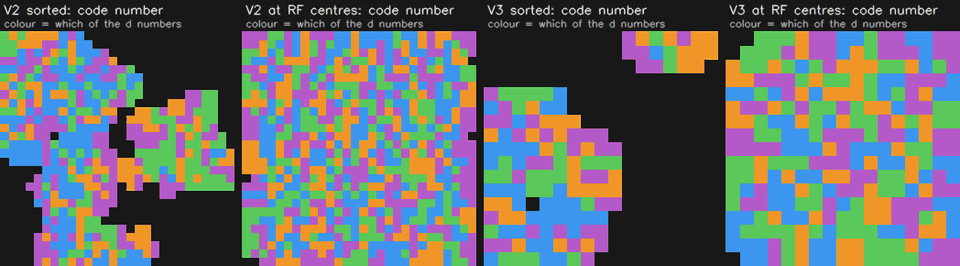 V2 sorted: code number
colour = which of the d numbers
V2 at RF centres: code number
colour = which of the d numbers
V3 sorted: code number
colour = which of the d numbers
V3 at RF centres: code number
colour = which of the d numbers